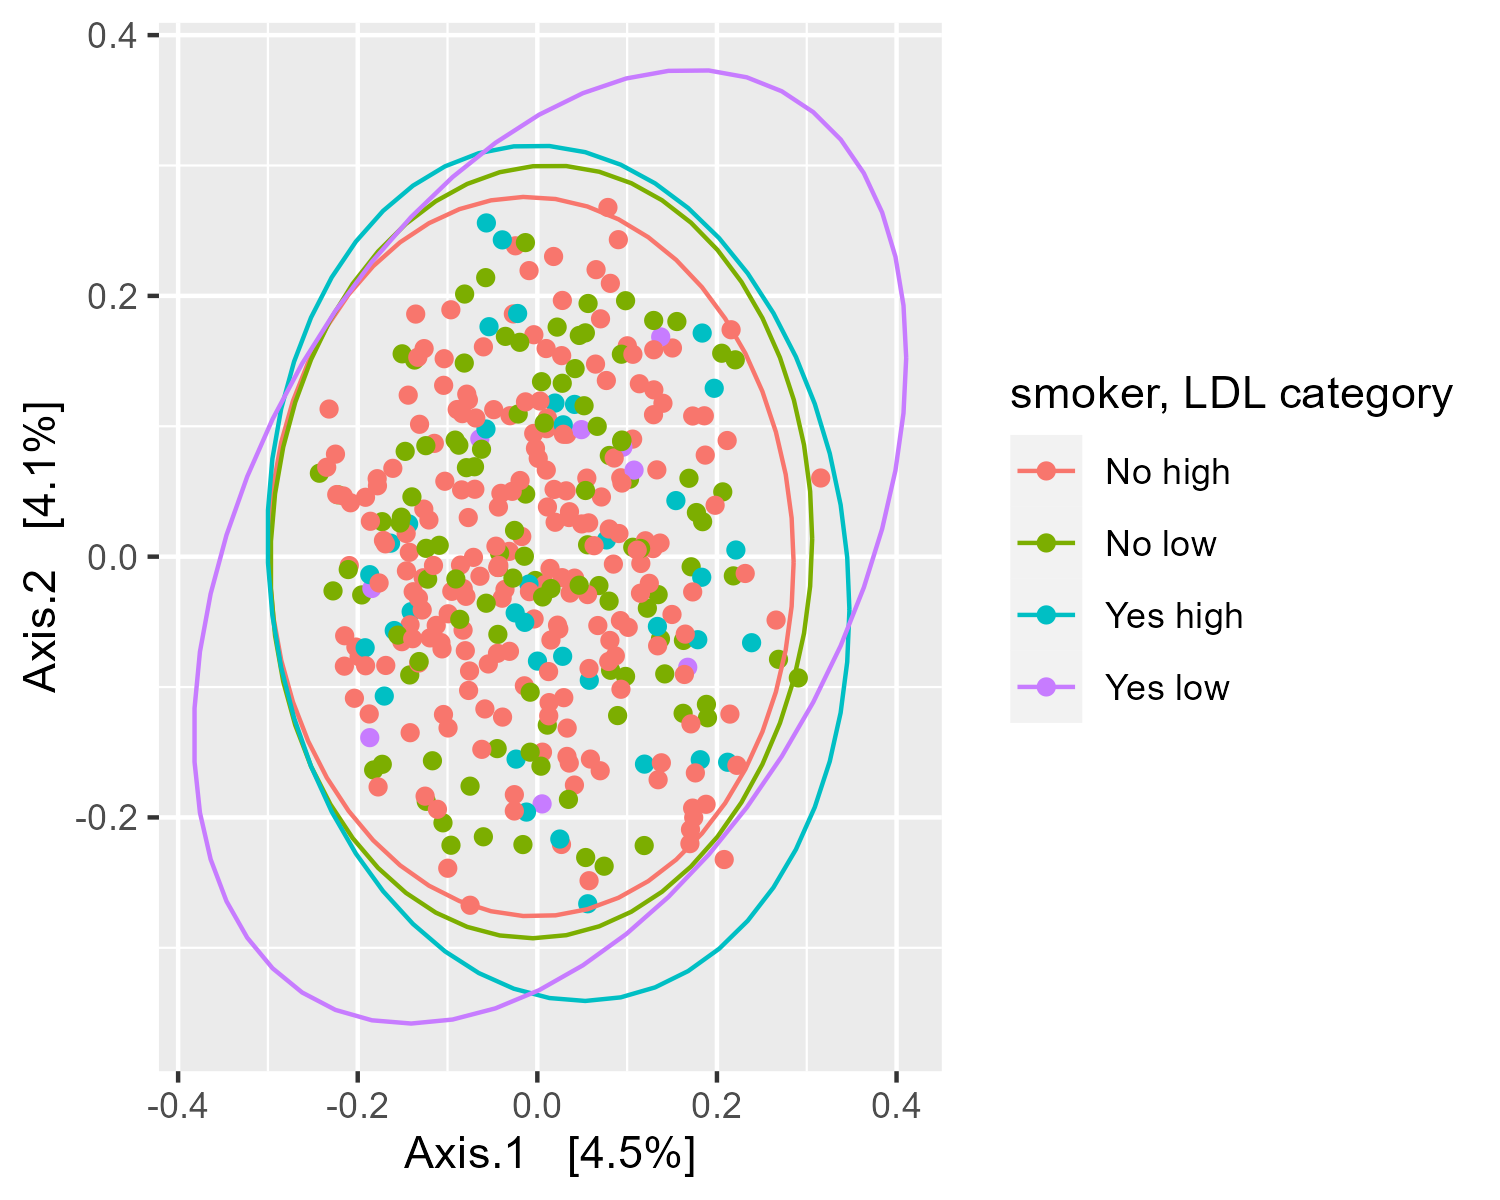 0.4
0.2
0.0
-0.2
Axis.2   [4.1%]
-0.4
-0.2
0.0
0.2
0.4
Axis.1   [4.5%]
smoker, LDL category
No high
No low
Yes high
Yes low